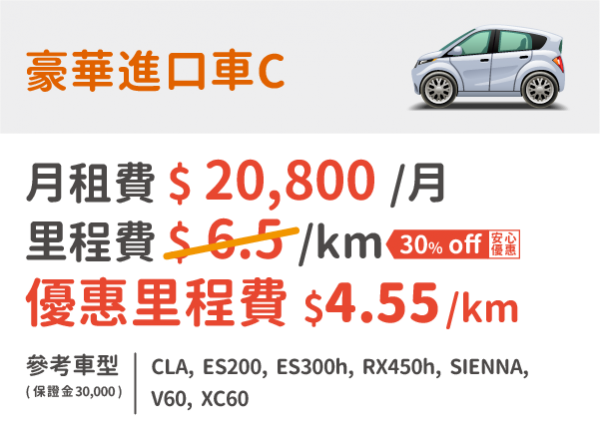 豪華進口車C
月租費 $ 20,800 /月
里程費 $ 6.5 /km 30% off 安心優惠
優惠里程費 $4.55/km
參考車型 CLA, ES200, ES300h, RX450h, SIENNA,
(保證金30,000) V60, XC60